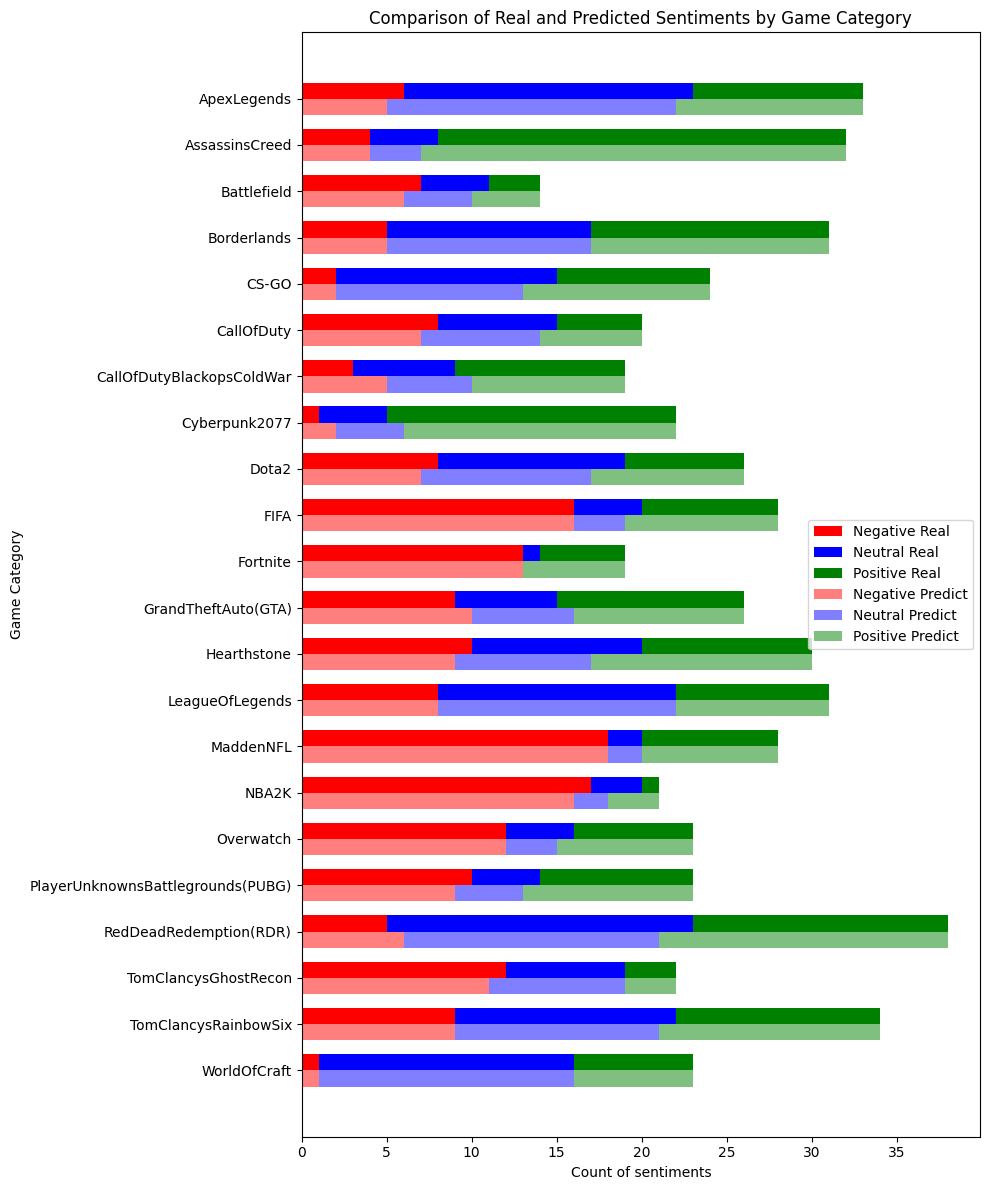 Comparison of Real and Predicted Sentiments by Game Category
Game Category
ApexLegends
AssassinsCreed
Battlefield
Borderlands
CS-GO
CallOfDuty
CallOfDutyBlackopsColdWar
Cyberpunk2077
Dota2
FIFA
Fortnite
GrandTheftAuto(GTA)
Hearthstone
LeagueOfLegends
MaddenNFL
NBA2K
Overwatch
PlayerUnknownsBattlegrounds(PUBG)
RedDeadRedemption(RDR)
TomClancysGhostRecon
TomClancysRainbowSix
WorldOfCraft
Negative Real
Neutral Real
Positive Real
Negative Predict
Neutral Predict
Positive Predict
0 5 10 15 20 25 30 35
Count of sentiments